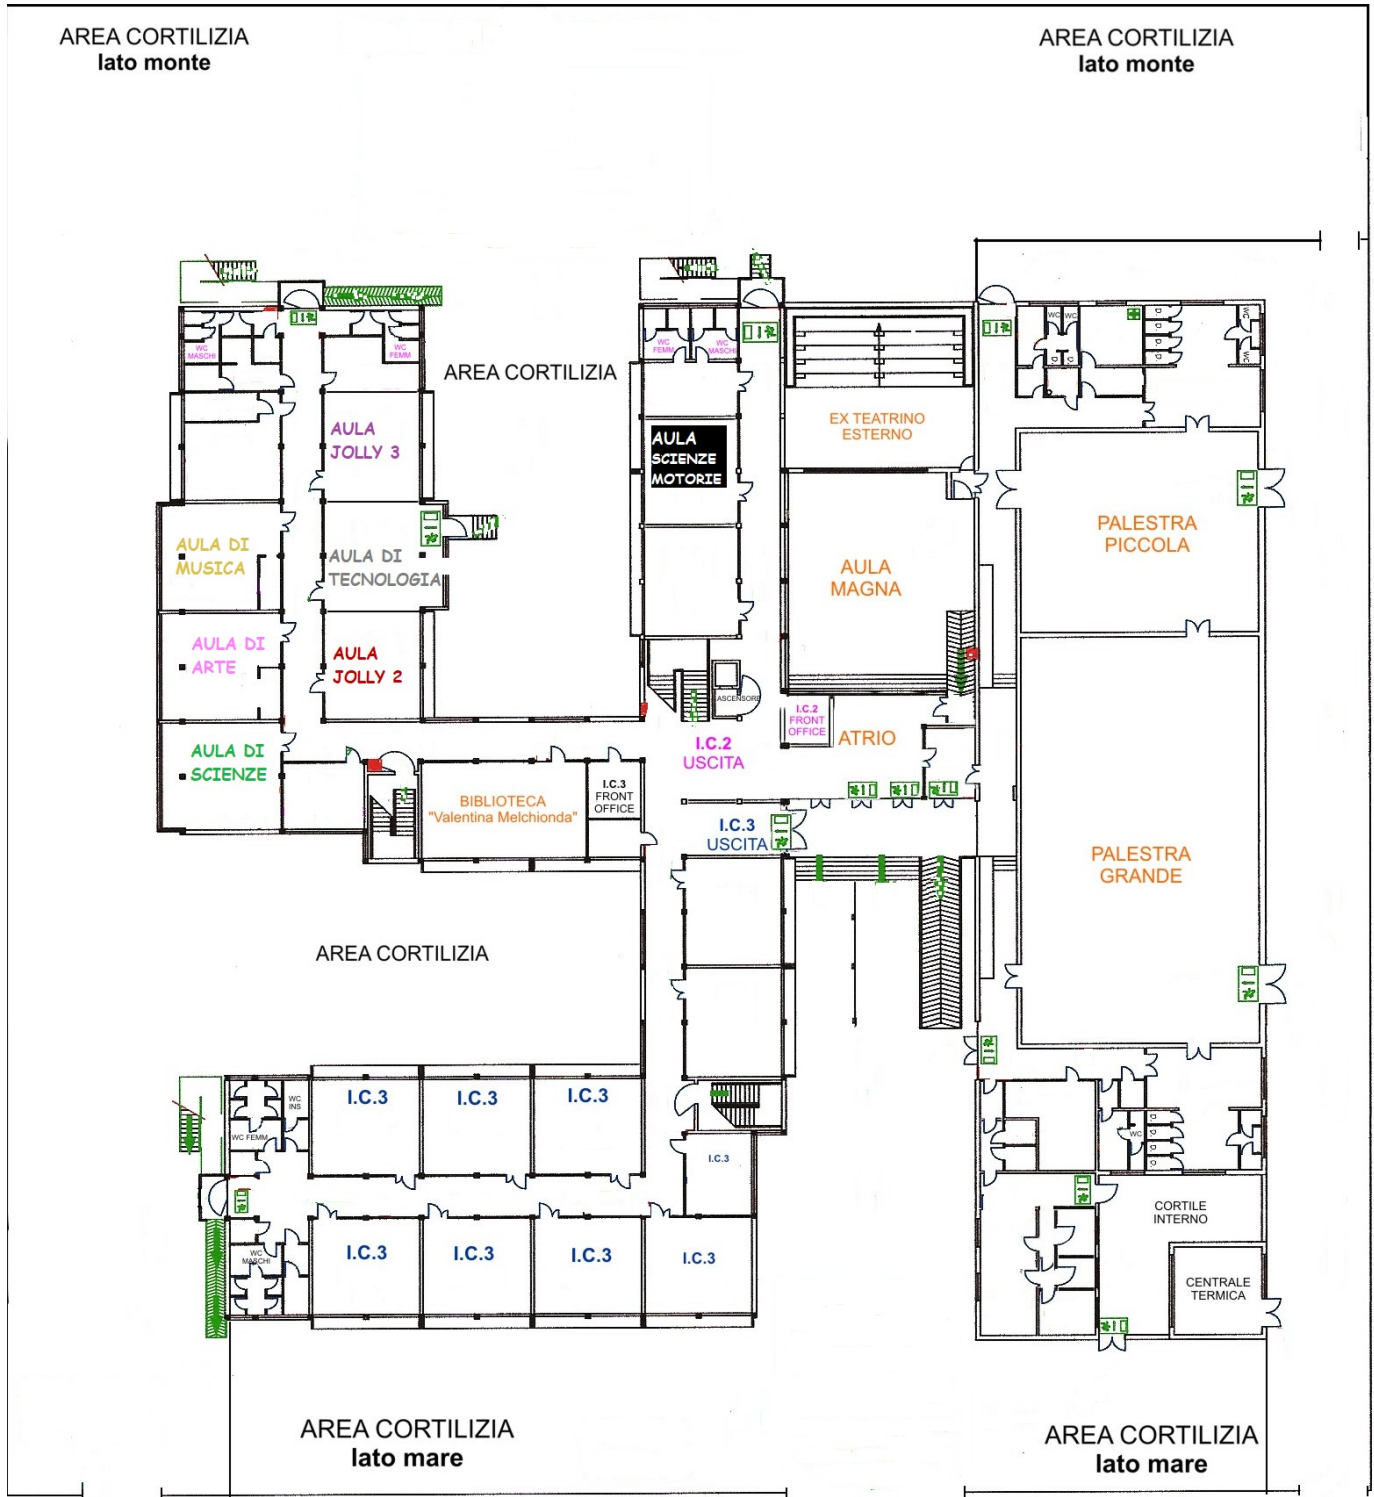 AREA CORTILIZIA
lato monte
AREA CORTILIZIA
lato monte
WC
MASCHI
WC
FEMM
AREA CORTILIZIA
WC
FEMM
WC
MASCHI
WC
WC
WC
WC
EX TEATRINO
ESTERNO
AULA
JOLLY 3
AULA
SCIENZE
MOTORIE
PALESTRA
PICCOLA
AULA DI
MUSICA
AULA DI
TECNOLOGIA
AULA
MAGNA
AULA DI
ARTE
AULA
JOLLY 2
ASCENSORE
I.C.2
FRONT
OFFICE
ATRIO
I.C.2
USCITA
AULA DI
SCIENZE
BIBLIOTECA
"Valentina Melchionda"
I.C.3
FRONT
OFFICE
I.C.3
USCITA
PALESTRA
GRANDE
AREA CORTILIZIA
WC
INS
I.C.3
I.C.3
I.C.3
WC FEMM
WC
I.C.3
CORTILE
INTERNO
WC
MASCHI
I.C.3
I.C.3
I.C.3
I.C.3
CENTRALE
TERMICA
AREA CORTILIZIA
lato mare
AREA CORTILIZIA
lato mare